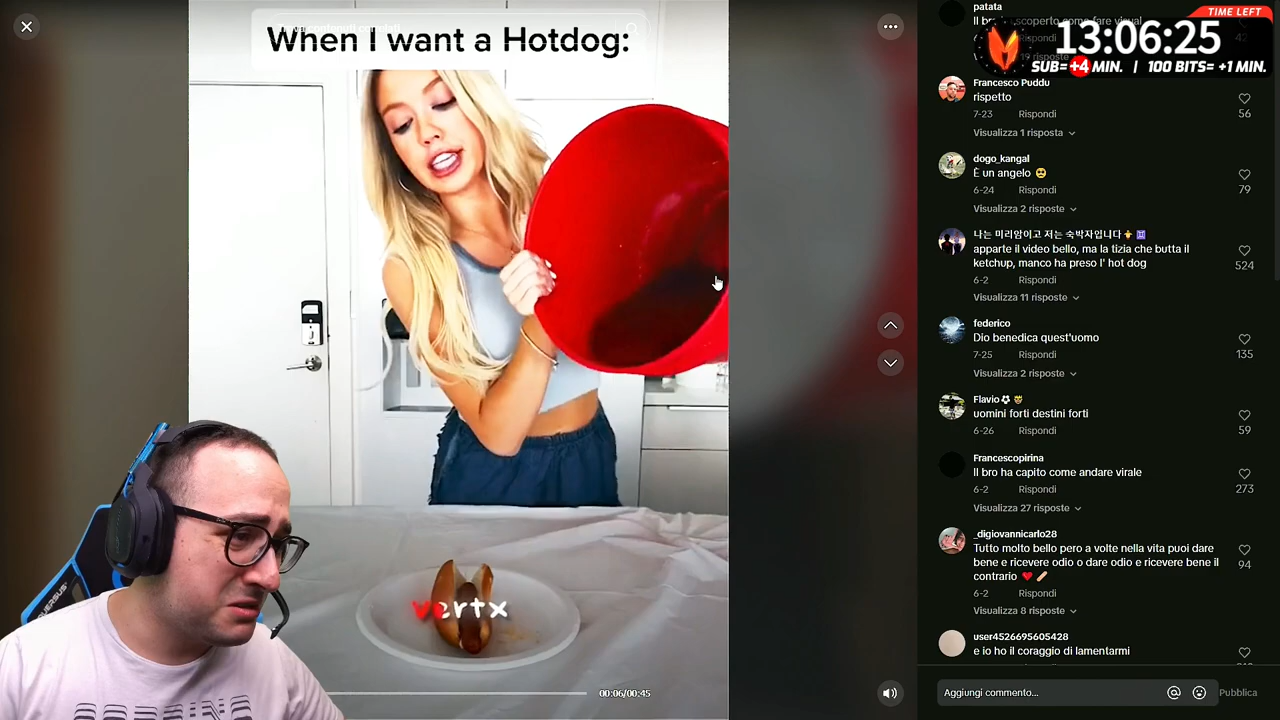 When I want a Hotdog:
vertx
00:06/00:45
TIME LEFT
13:06:25
SUB= +4 MIN. | 100 BITS= +1 MIN.
patata
Il br
scoperto come fare visual
Francesco Puddu
rispetto
56
7-23 Rispondi
Visualizza 1 risposta
dogo_kangal
È un angelo 🥺
79
6-24 Rispondi
Visualizza 2 risposte
나는 미리암이고 저는 숙박자입니다
apparte il video bello, ma la tizia che butta il
ketchup, manco ha preso l' hot dog
524
6-2 Rispondi
Visualizza 11 risposte
federico
Dio benedica quest'uomo
135
7-25 Rispondi
Visualizza 2 risposte
Flavio⚽
uomini forti destini forti
59
6-26 Rispondi
Francescopirina
Il bro ha capito come andare virale
273
6-2 Rispondi
Visualizza 27 risposte
_digiovannicarlo28
Tutto molto bello pero a volte nella vita puoi dare
bene e ricevere odio o dare odio e ricevere bene il
contrario ❤️
94
6-2 Rispondi
Visualizza 8 risposte
user4526695605428
e io ho il coraggio di lamentarmi
Aggiungi commento...
Pubblica